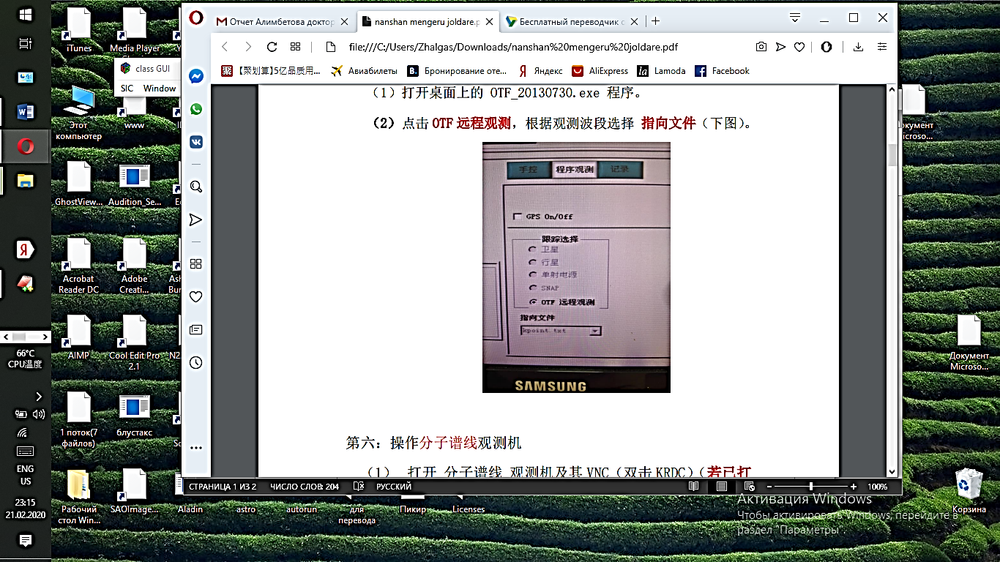 iTunes
Media Player
class GUI
SIC Window
Этот
компьютер
www
GhostView...
Audition_Se...
Acrobat
Reader DC
Adobe
Creati...
AIMP
Cool Edit Pro
2.1
1 поток(7
файлов)
блустакс
Рабочий
стол Win...
SAOImage...
Aladin
astro
autorun
для
перевода
Пикир
Licenses
66°C
CPU温度
ENG
US
23:15
21.02.2020
Отчет Алимбетова доктор
nanshan mengeru joldare.p
Бесплатный переводчик с
file:///C:/Users/Zhalgas/Downloads/nanshan%20mengeru%20joldare.pdf
【聚划算】5亿品质用...
Авиабилеты
Бронирование оте...
Яндекс
AliExpress
Lamoda
Facebook
（1）打开桌面上的 OTF_20130730.exe 程序。
（2）点击 OTF 远程观测，根据观测波段选择 指向文件（下图）。
手控 程序观测 记录
GPS On/Off
跟踪选择
卫星
行星
单射电源
SNAP
OTF 远程观测
指向文件
kpoint.txt
SAMSUNG
第六：操作分子谱线观测机
（1） 打开 分子谱线 观测机及其 VNC（双击 KRDC）（若已打
СТРАНИЦА 1 ИЗ 2 ЧИСЛО СЛОВ: 204 РУССКИЙ 100%
Документ
Microso...
Корзина
Активация Windows
Чтобы активировать Windows, перейдите в
раздел "Параметры".